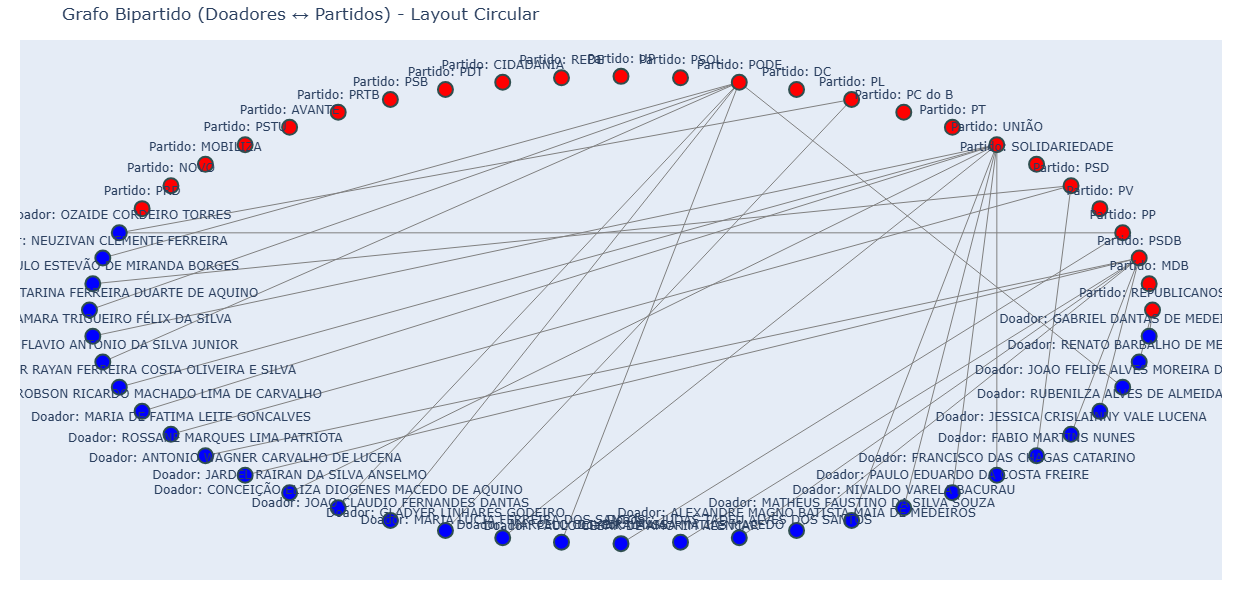 Grafo Bipartido (Doadores ↔ Partidos) - Layout Circular
Partido: UP
Partido: REDE
Partido: PSOL
Partido: CIDADANIA
Partido: PODE
Partido: PDT
Partido: DC
Partido: PSB
Partido: PL
Partido: PRTB
Partido: PC do B
Partido: AVANTE
Partido: PT
Partido: PSTU
Partido: UNIÃO
Partido: MOBILIZA
Partido: SOLIDARIEDADE
Partido: NOVO
Partido: PSD
Partido: PRD
Partido: PV
oador: OZAIDE CORDEIRO TORRES
Partido: PP
r: NEUZIVAN CLEMENTE FERREIRA
Partido: PSDB
ULO ESTEVÃO DE MIRANDA BORGES
Partido: MDB
TARINA FERREIRA DUARTE DE AQUINO
Partido: REPUBLICANOS
AMARA TRIGUEIRO FÉLIX DA SILVA
Doador: GABRIEL DANTAS DE MEDEI
FLAVIO ANTONIO DA SILVA JUNIOR
Doador: RENATO BARBALHO DE ME
R RAYAN FERREIRA COSTA OLIVEIRA E SILVA
Doador: JOAO FELIPE ALVES MOREIRA D
ROBSON RICARDO MACHADO LIMA DE CARVALHO
Doador: RUBENILZA ALVES DE ALMEIDA
Doador: MARIA DE FATIMA LEITE GONCALVES
Doador: JESSICA CRISLAINNY VALE LUCENA
Doador: ROSSANE MARQUES LIMA PATRIOTA
Doador: FABIO MARTINS NUNES
Doador: ANTONIO WAGNER CARVALHO DE LUCENA
Doador: FRANCISCO DAS CHAGAS CATARINO
Doador: JARDEL RAIRAN DA SILVA ANSELMO
Doador: PAULO EDUARDO DA COSTA FREIRE
Doador: CONCEIÇÃO ELIZA DIOGENES MACEDO DE AQUINO
Doador: NIVALDO VARELA BACURAU
Doador: JOAO CLAUDIO FERNANDES DANTAS
Doador: MATHEUS FAUSTINO DA SILVA SOUZA
Doador: GLADYER LINHARES GODEIRO
Doador: ALEXANDRE MAGNO BATISTA MAIA DE MEDEIROS
Doador: MARIA LUCIA FERREIRA DOS
ALVES DOS SANTOS